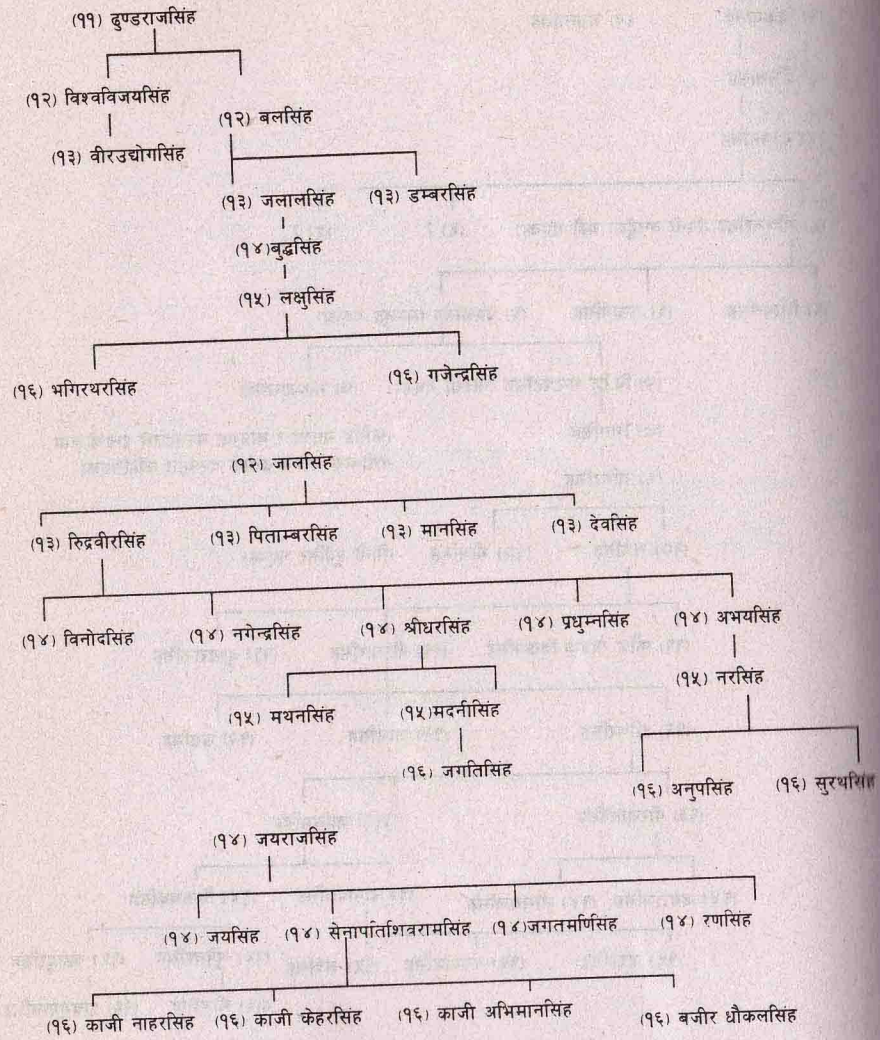 (११) ढुण्डराजसिंह
(१२) विश्वविजयसिंह
(१२) बलसिंह
(१३) वीरउद्योगसिंह
(१३) जलालसिंह (१३) डम्बरसिंह
(१४)बुद्धसिंह
(१५) लक्षुसिंह
(१६) भगिरथरसिंह (१६) गजेन्द्रसिंह
(१२) जालसिंह
(१३) रिुद्रवीरसिंह (१३) पिताम्बरसिंह (१३) मानसिंह (१३) देवसिंह
(१४) विनोदसिंह (१४) नगेन्द्रसिंह (१४) श्रीधरसिंह (१४) प्रधुम्नसिंह (१४) अभयसिंह
(१५) नरसिंह
(१५) मथनसिंह (१५)मदर्नासिंह
(१६) जगतिसिंह
(१६) अनुपसिंह (१६) सुरथसिंह
(१४) जयराजसिंह
(१४) जयसिंह (१४) सेनापतिशिवरामसिंह (१४)जगतमणिसिंह (१४) रणसिंह
(१६) काजी नाहरसिंह (१६) काजी केहरसिंह (१६) काजी अभिमानसिंह (१६) बजीर धौकलसिंह